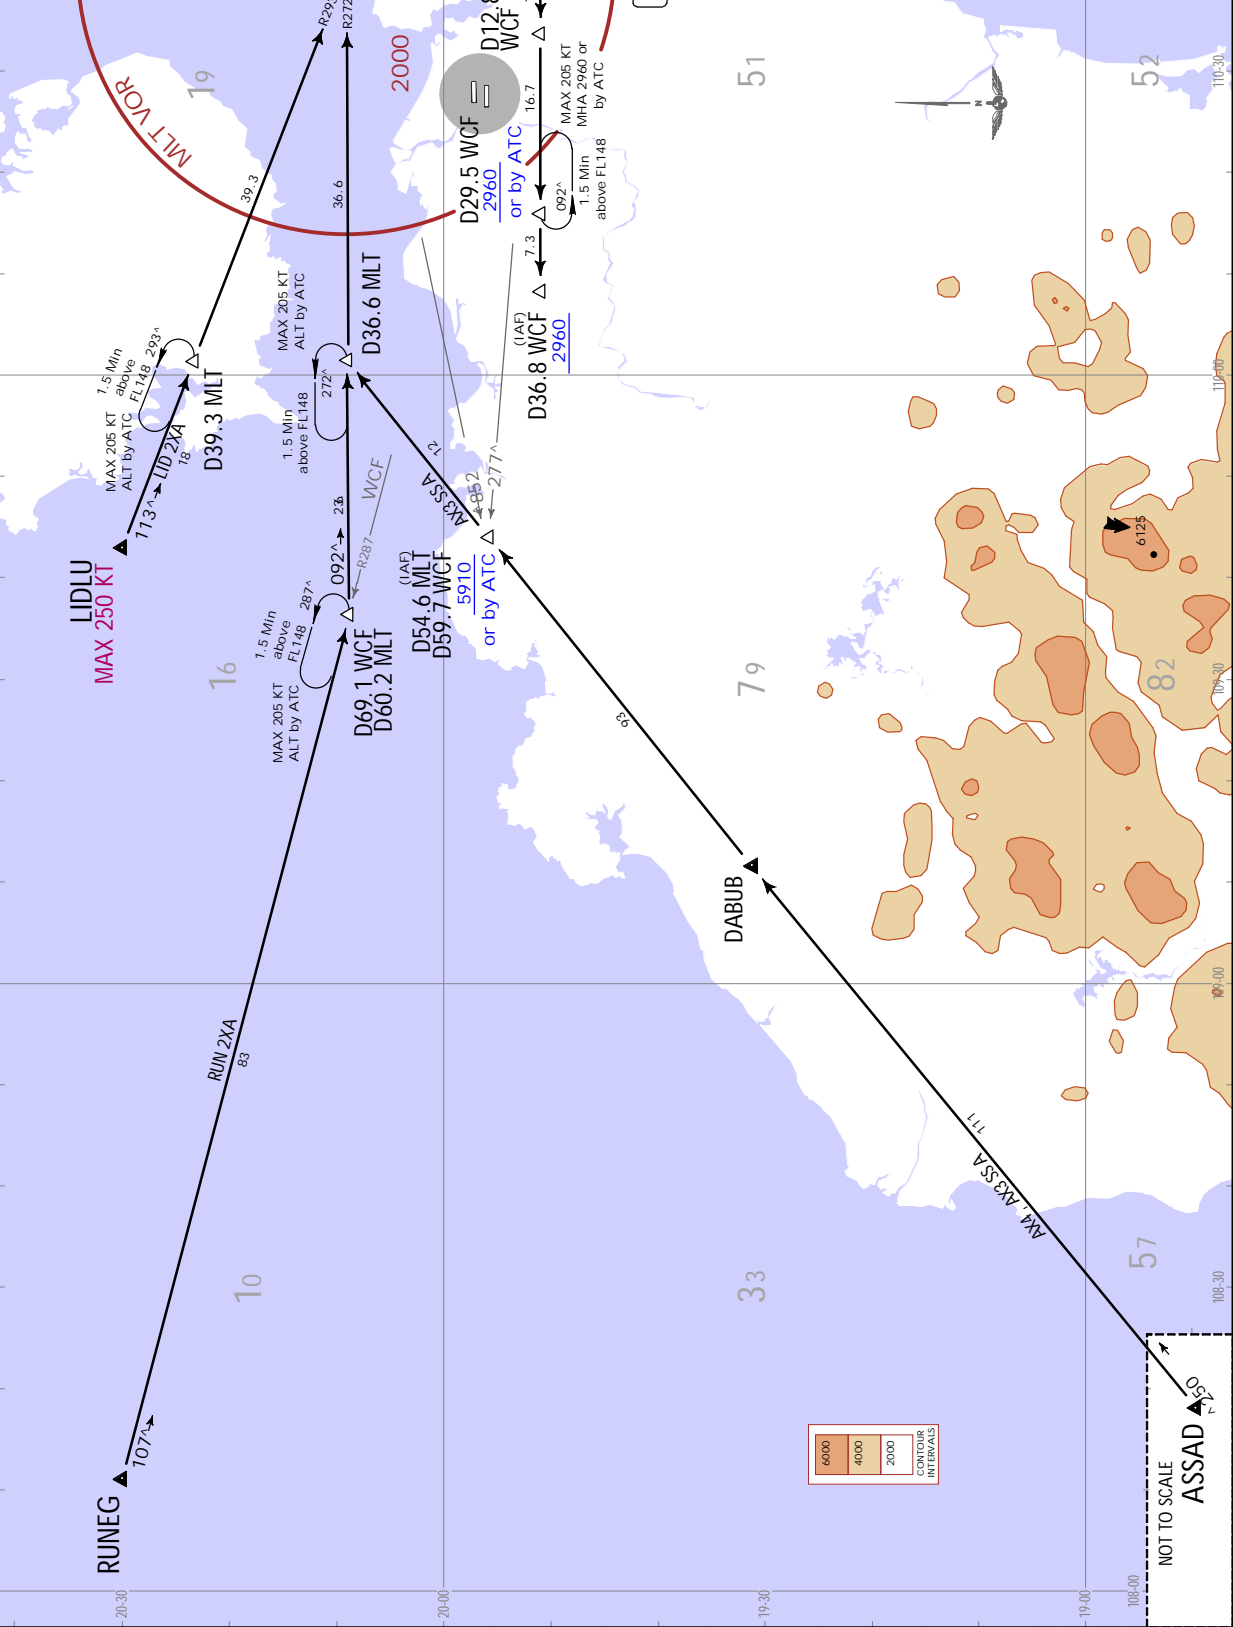 MLT VOR
19
R293
R272
2000
D12.8
WCF
51
52
110-30
39.3
36.6
16.7
MAX 205 KT
MHA 2960 or
by ATC
D29.5 WCF
2960
or by ATC
092^
1.5 Min
above FL148
7.3
N
MAX 205 KT
ALT by ATC
D36.6 MLT
(IAF)
D36.8 WCF
2960
1.5 Min
above
FL148
293^
MAX 205 KT
ALT by ATC
D39.3 MLT
272^
1.5 Min
above FL148
110-00
LIDLU
MAX 250 KT
113^
LID 2XA
18
092^
R287
WCF
AX3 SSA
12
277^
(IAF)
D54.6 MLT
D59.7 WCF
5910
or by ATC
6125
1.5 Min
above
FL148
287^
MAX 205 KT
ALT by ATC
D69.1 WCF
D60.2 MLT
16
79
82
109-30
93
DABUB
RUN 2XA
83
109-00
111
AX4, AX3 SSA
10
33
57
108-30
107^
RUNEG
6000
4000
2000
CONTOUR
INTERVALS
NOT TO SCALE
ASSAD
250
20-30
20-00
19-30
19-00
108-00